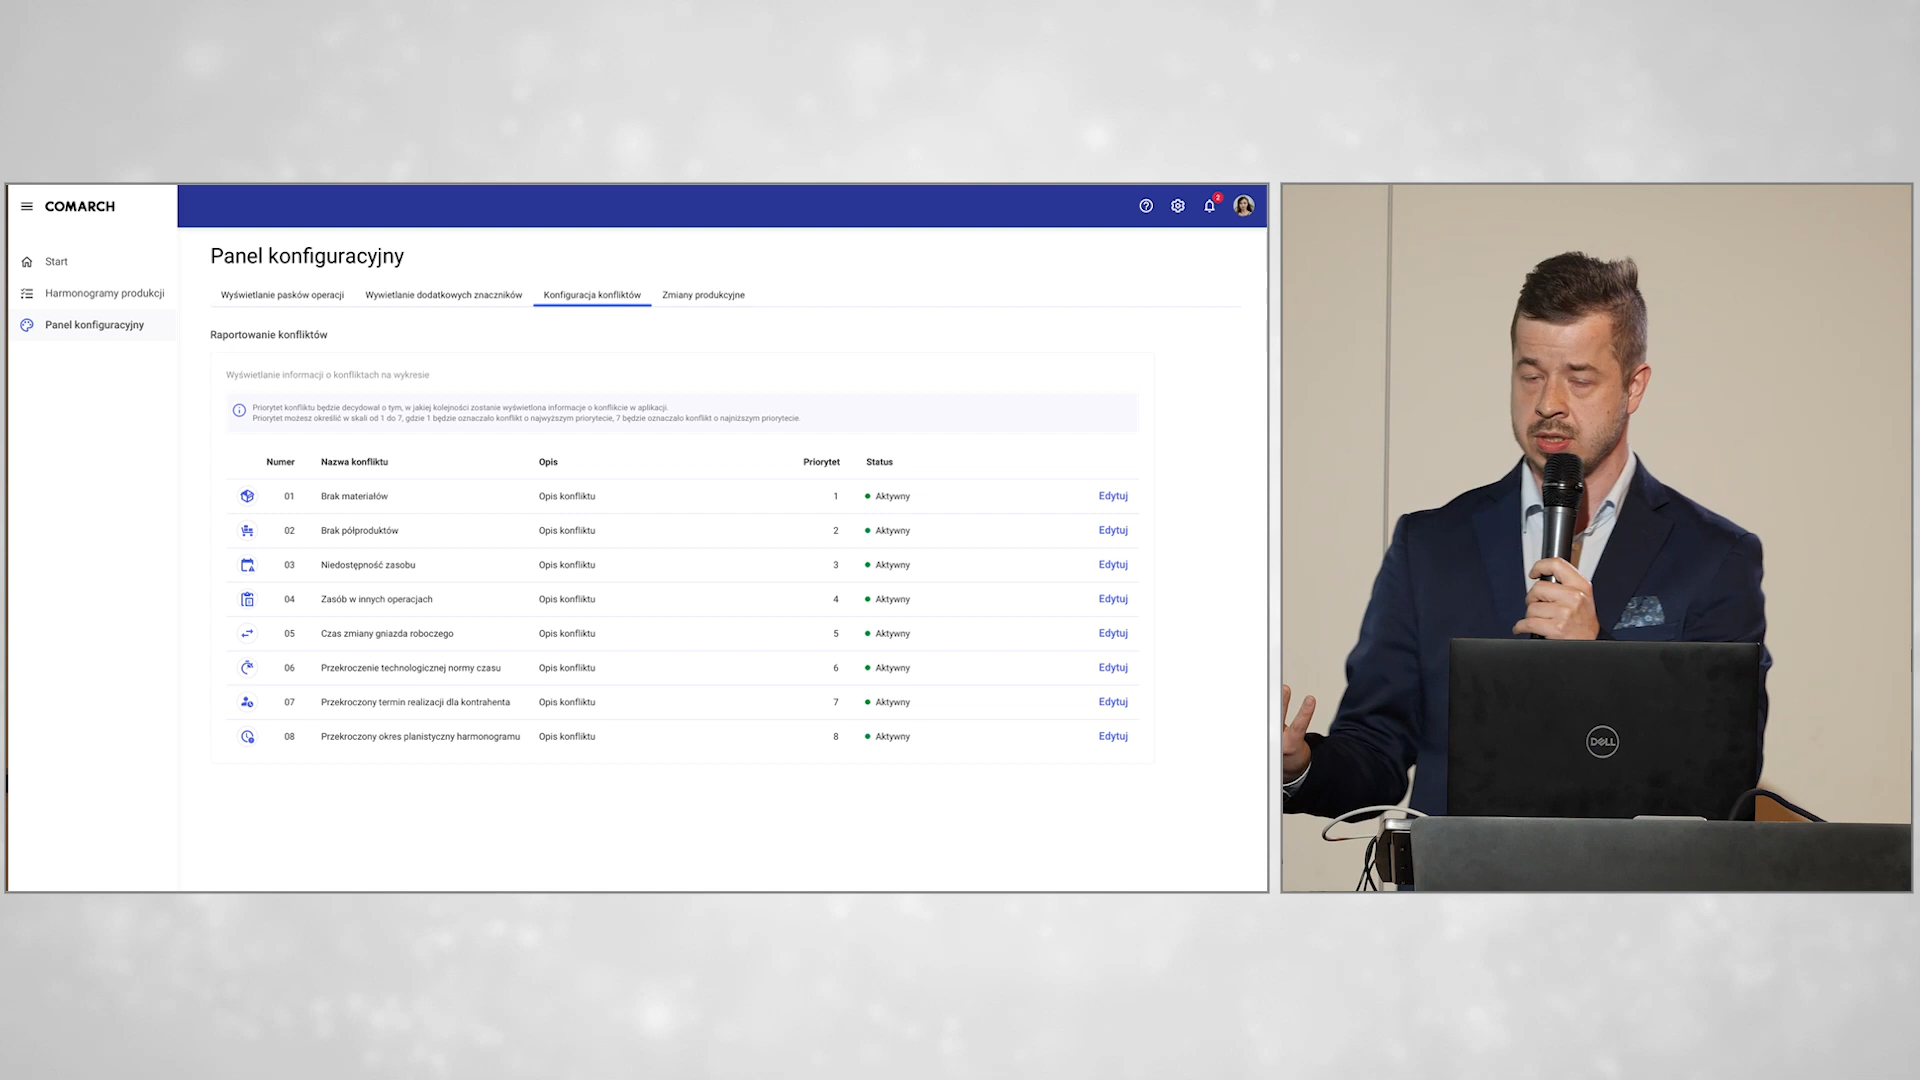 COMARCH
2
Start
Harmonogramy produkcji
Panel konfiguracyjny
Panel konfiguracyjny
Wyświetlanie pasków operacji Wywietlanie dodatkowych znaczników Konfiguracja konfliktów Zmiany produkcyjne
Raportowanie konfliktów
Wyświetlanie informacji o konfliktach na wykresie
Priorytet konfliktu będzie decydował o tym, w jakiej kolejności zostanie wyświetlona informacje o konflikcie w aplikacji.
Priorytet możesz określić w skali od 1 do 7, gdzie 1 będzie oznaczało konflikt o najwyższym priorytecie, 7 będzie oznaczało konflikt o najniższym priorytecie.
Numer Nazwa konfliktu Opis Priorytet Status
01 Brak materiałów Opis konfliktu 1 Aktywny Edytuj
02 Brak półproduktów Opis konfliktu 2 Aktywny Edytuj
03 Niedostępność zasobu Opis konfliktu 3 Aktywny Edytuj
04 Zasób w innych operacjach Opis konfliktu 4 Aktywny Edytuj
05 Czas zmiany gniazda roboczego Opis konfliktu 5 Aktywny Edytuj
06 Przekroczenie technologicznej normy czasu Opis konfliktu 6 Aktywny Edytuj
07 Przekroczony termin realizacji dla kontrahenta Opis konfliktu 7 Aktywny Edytuj
08 Przekroczony okres planistyczny harmonogramu Opis konfliktu 8 Aktywny Edytuj
DELL